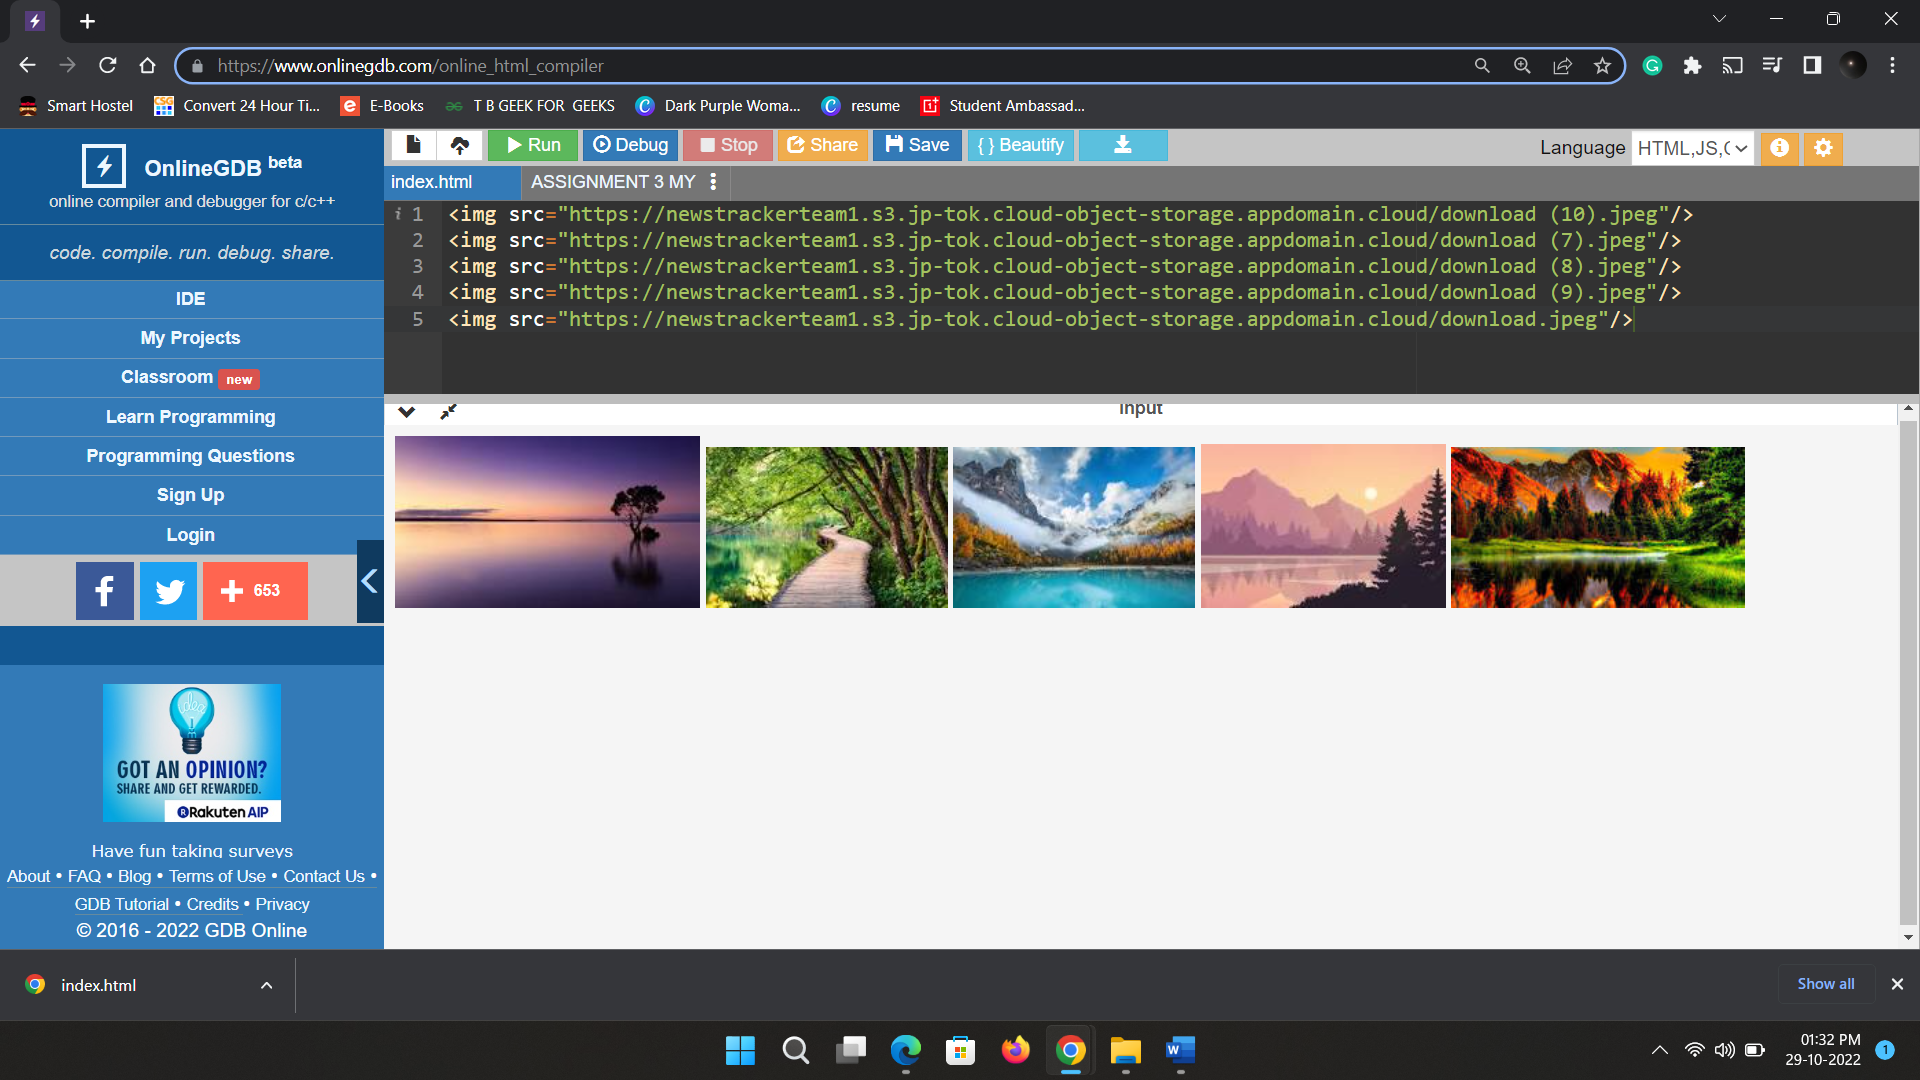 https://www.onlinegdb.com/online_html_compiler
Smart Hostel
Convert 24 Hour Ti...
E-Books
T B GEEK FOR GEEKS
Dark Purple Woma...
resume
Student Ambassad...
OnlineGDB beta
online compiler and debugger for c/c++
code. compile. run. debug. share.
IDE
My Projects
Classroom new
Learn Programming
Programming Questions
Sign Up
Login
653
idea
GOT AN OPINION?
SHARE AND GET REWARDED.
Rakuten AIP
Have fun taking surveys
About • FAQ • Blog • Terms of Use • Contact Us •
GDB Tutorial • Credits • Privacy
© 2016 - 2022 GDB Online
Run
Debug
Stop
Share
Save
{ } Beautify
Language HTML,JS,C
index.html
ASSIGNMENT 3 MY
1 <img src="https://newstrackerteam1.s3.jp-tok.cloud-object-storage.appdomain.cloud/download (10).jpeg"/>
2 <img src="https://newstrackerteam1.s3.jp-tok.cloud-object-storage.appdomain.cloud/download (7).jpeg"/>
3 <img src="https://newstrackerteam1.s3.jp-tok.cloud-object-storage.appdomain.cloud/download (8).jpeg"/>
4 <img src="https://newstrackerteam1.s3.jp-tok.cloud-object-storage.appdomain.cloud/download (9).jpeg"/>
5 <img src="https://newstrackerteam1.s3.jp-tok.cloud-object-storage.appdomain.cloud/download.jpeg"/>
input
index.html
Show all
01:32 PM
29-10-2022
1